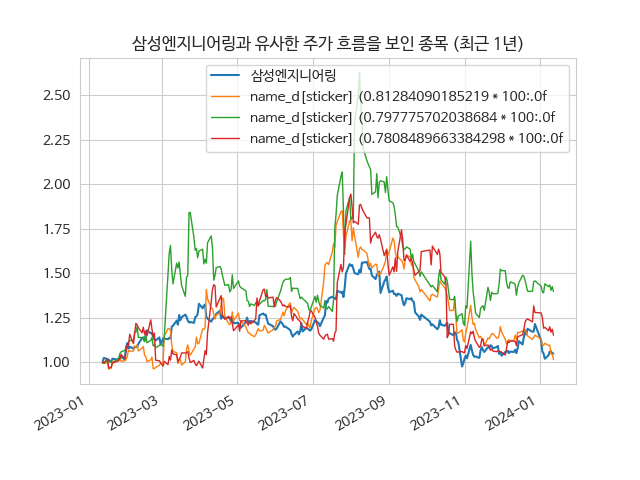 삼성엔지니어링과 유사한 주가 흐름을 보인 종목 (최근 1년)
삼성엔지니어링
name_d[sticker] (0.81284090185219 * 100:.0f
name_d[sticker] (0.797775702038684 * 100:.0f
name_d[sticker] (0.7808489663384298 * 100:.0f
2.50
2.25
2.00
1.75
1.50
1.25
1.00
2023-01
2023-03
2023-05
2023-07
2023-09
2023-11
2024-01